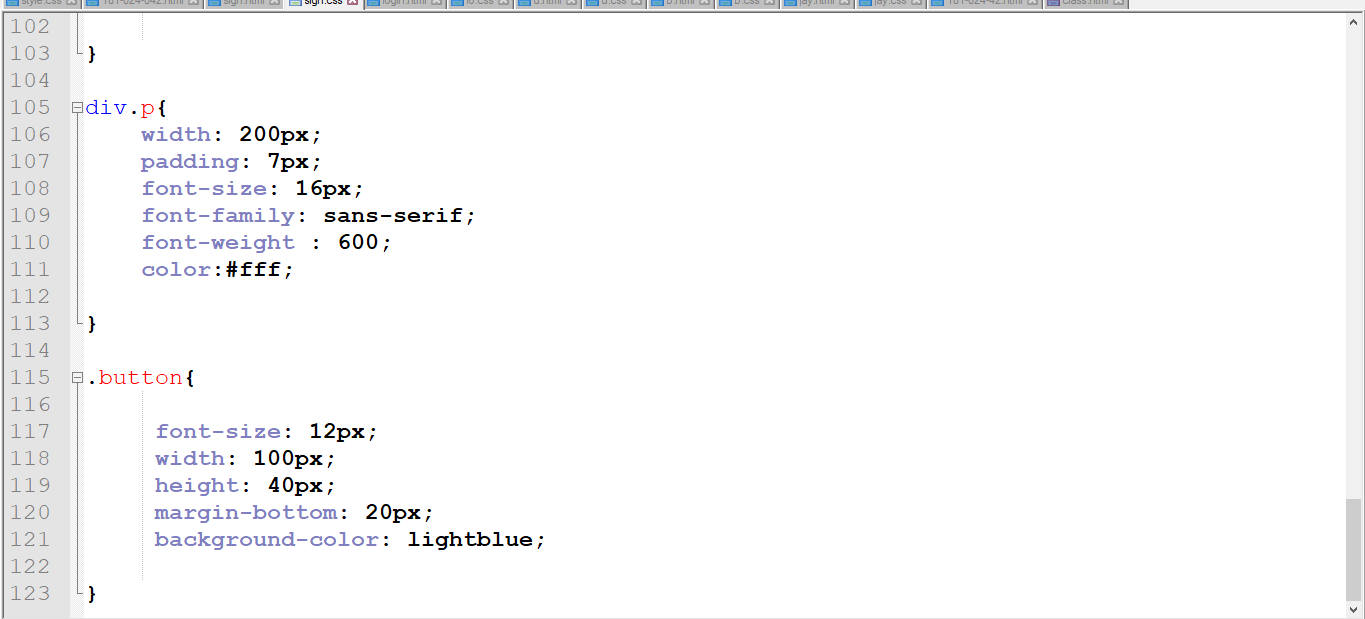 sign.css
102
103 }
104
105 div.p{
106 width: 200px;
107 padding: 7px;
108 font-size: 16px;
109 font-family: sans-serif;
110 font-weight : 600;
111 color:#fff;
112
113 }
114
115 .button{
116
117 font-size: 12px;
118 width: 100px;
119 height: 40px;
120 margin-bottom: 20px;
121 background-color: lightblue;
122
123 }